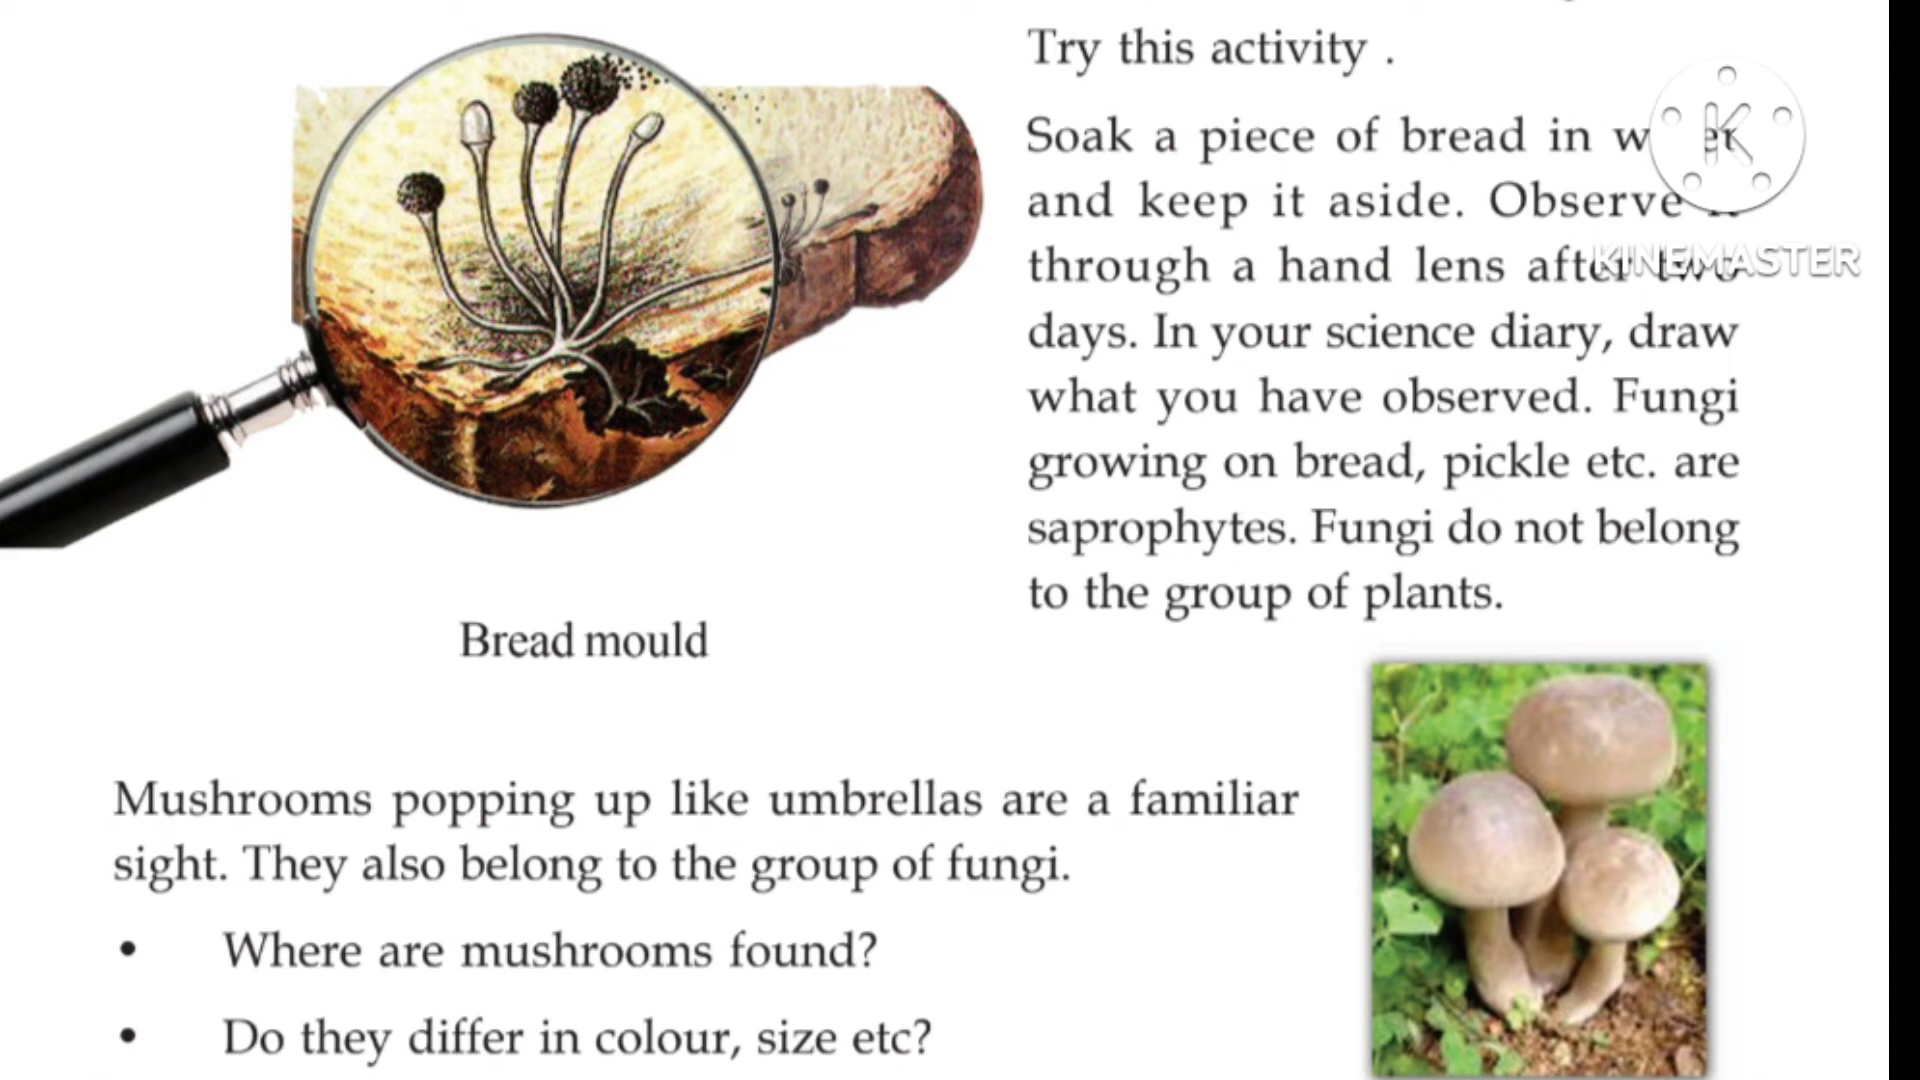 Try this activity .
Soak a piece of bread in
and keep it aside. Observe
through a hand lens after two
days. In your science diary, draw
what you have observed. Fungi
growing on bread, pickle etc. are
saprophytes. Fungi do not belong
to the group of plants.
K
KINEMASTER
Bread mould
Mushrooms popping up like umbrellas are a familiar
sight. They also belong to the group of fungi.
• Where are mushrooms found?
• Do they differ in colour, size etc?